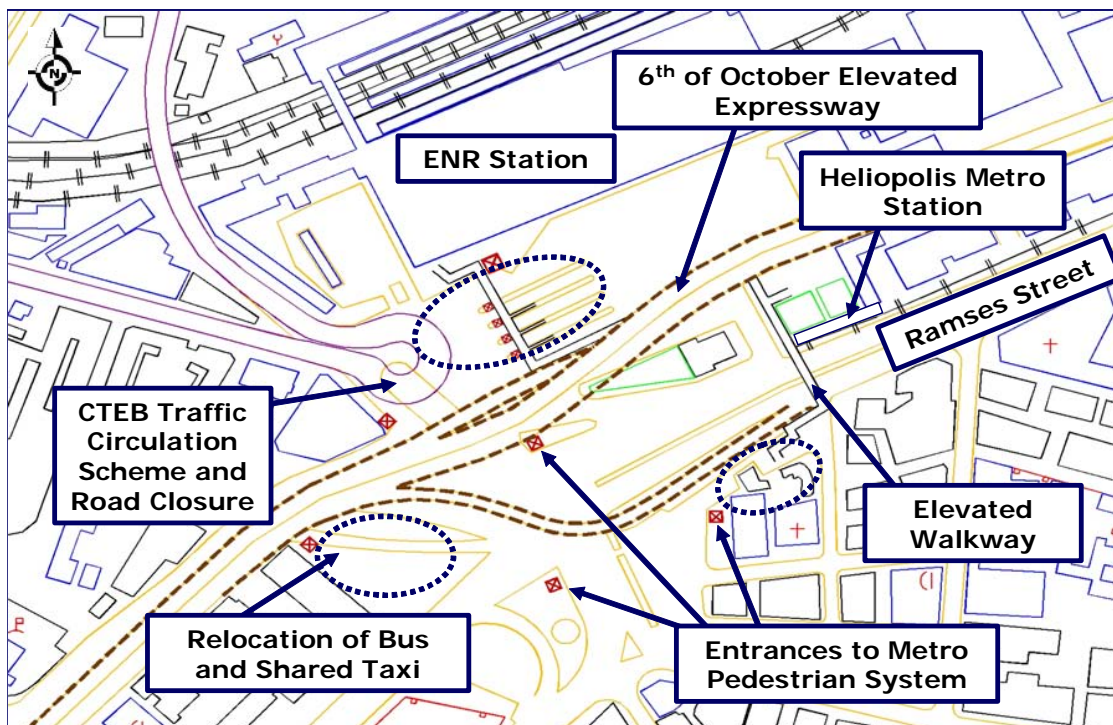 N
6th of October Elevated
Expressway
ENR Station
Heliopolis Metro
Station
Ramses Street
CTEB Traffic
Circulation
Scheme and
Road Closure
Elevated
Walkway
Relocation of Bus
and Shared Taxi
Entrances to Metro
Pedestrian System